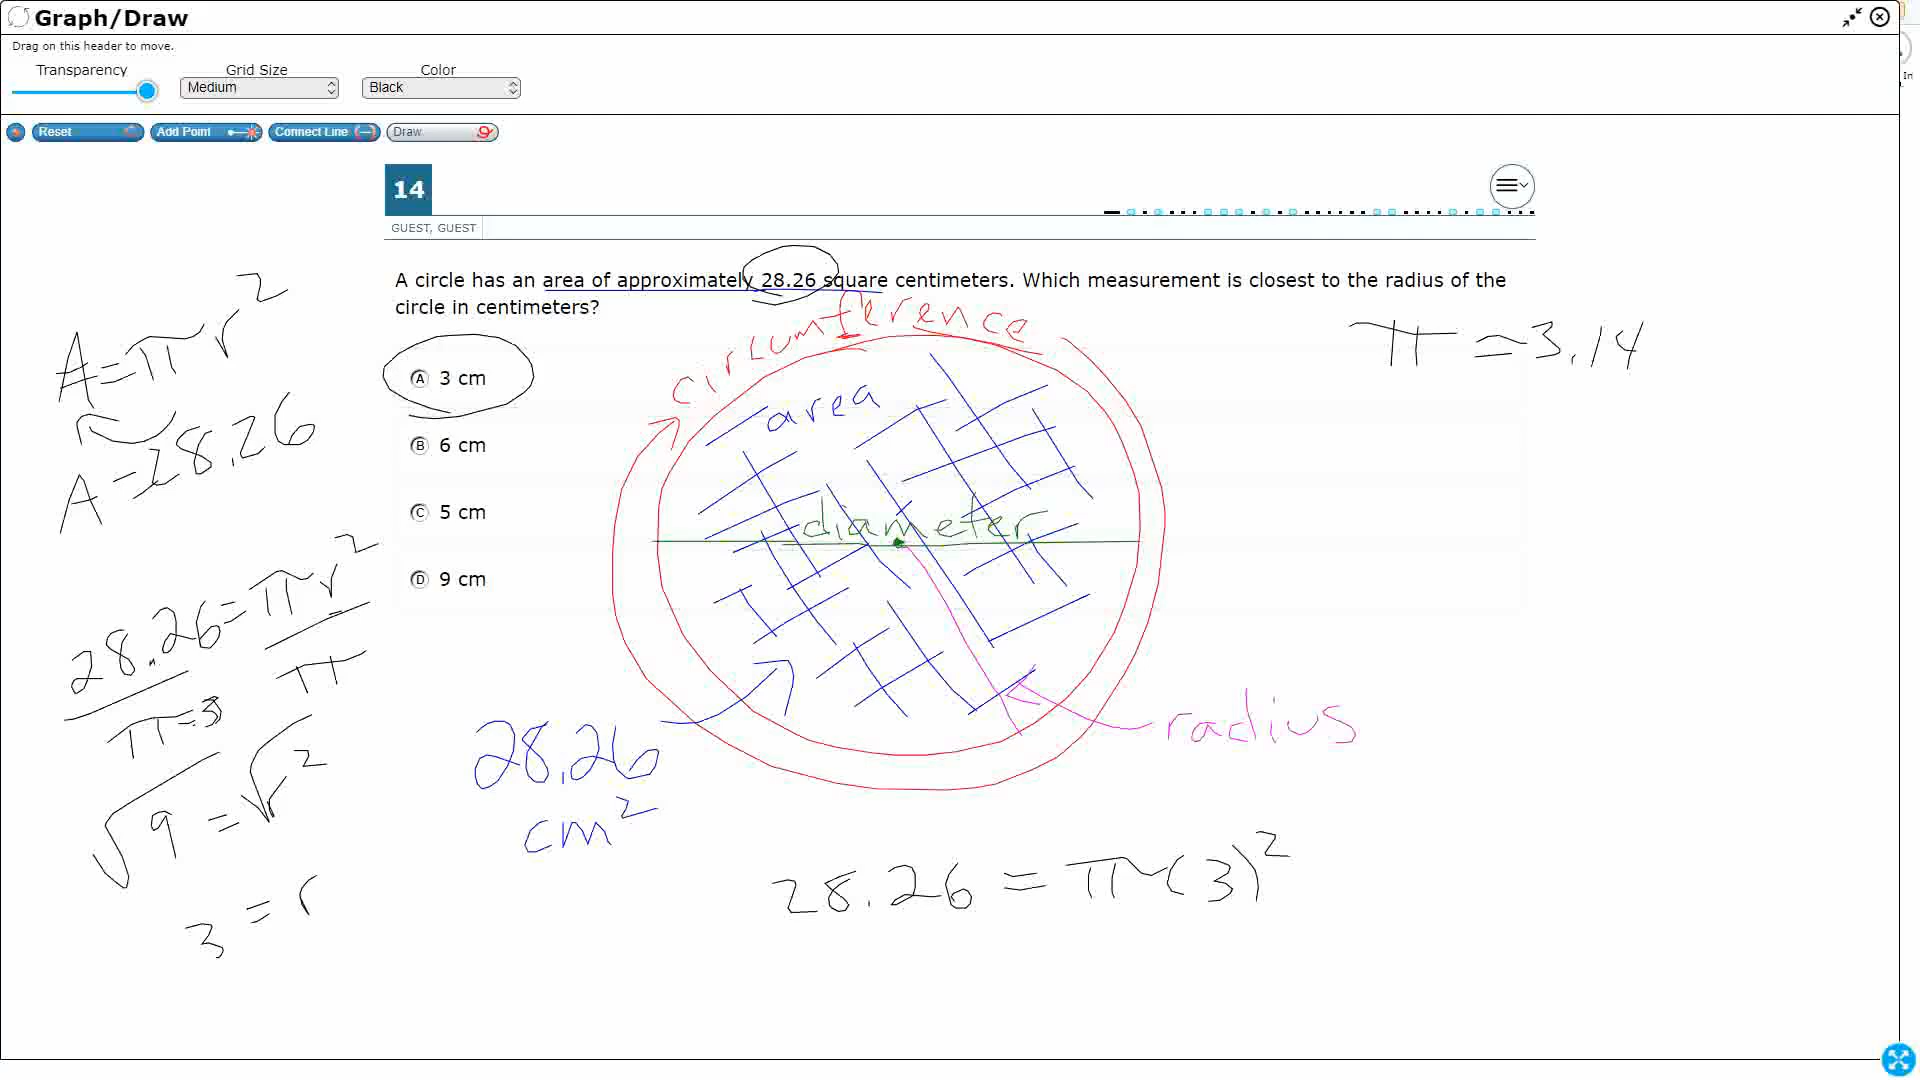 Graph/Draw
Drag on this header to move.
Transparency
Grid Size
Color
Medium
Black
Reset
Add Point
Connect Line
Draw
14
GUEST, GUEST
A circle has an area of approximately 28.26 square centimeters. Which measurement is closest to the radius of the
circle in centimeters?
A 3 cm
B 6 cm
C 5 cm
D 9 cm
A=πr²
A=28.26
28.26=πr²
π=3
π
√9=√r²
3=r
circumference
area
diameter
radius
28.26
cm²
28.26=π(3)²
π≃3.14
In